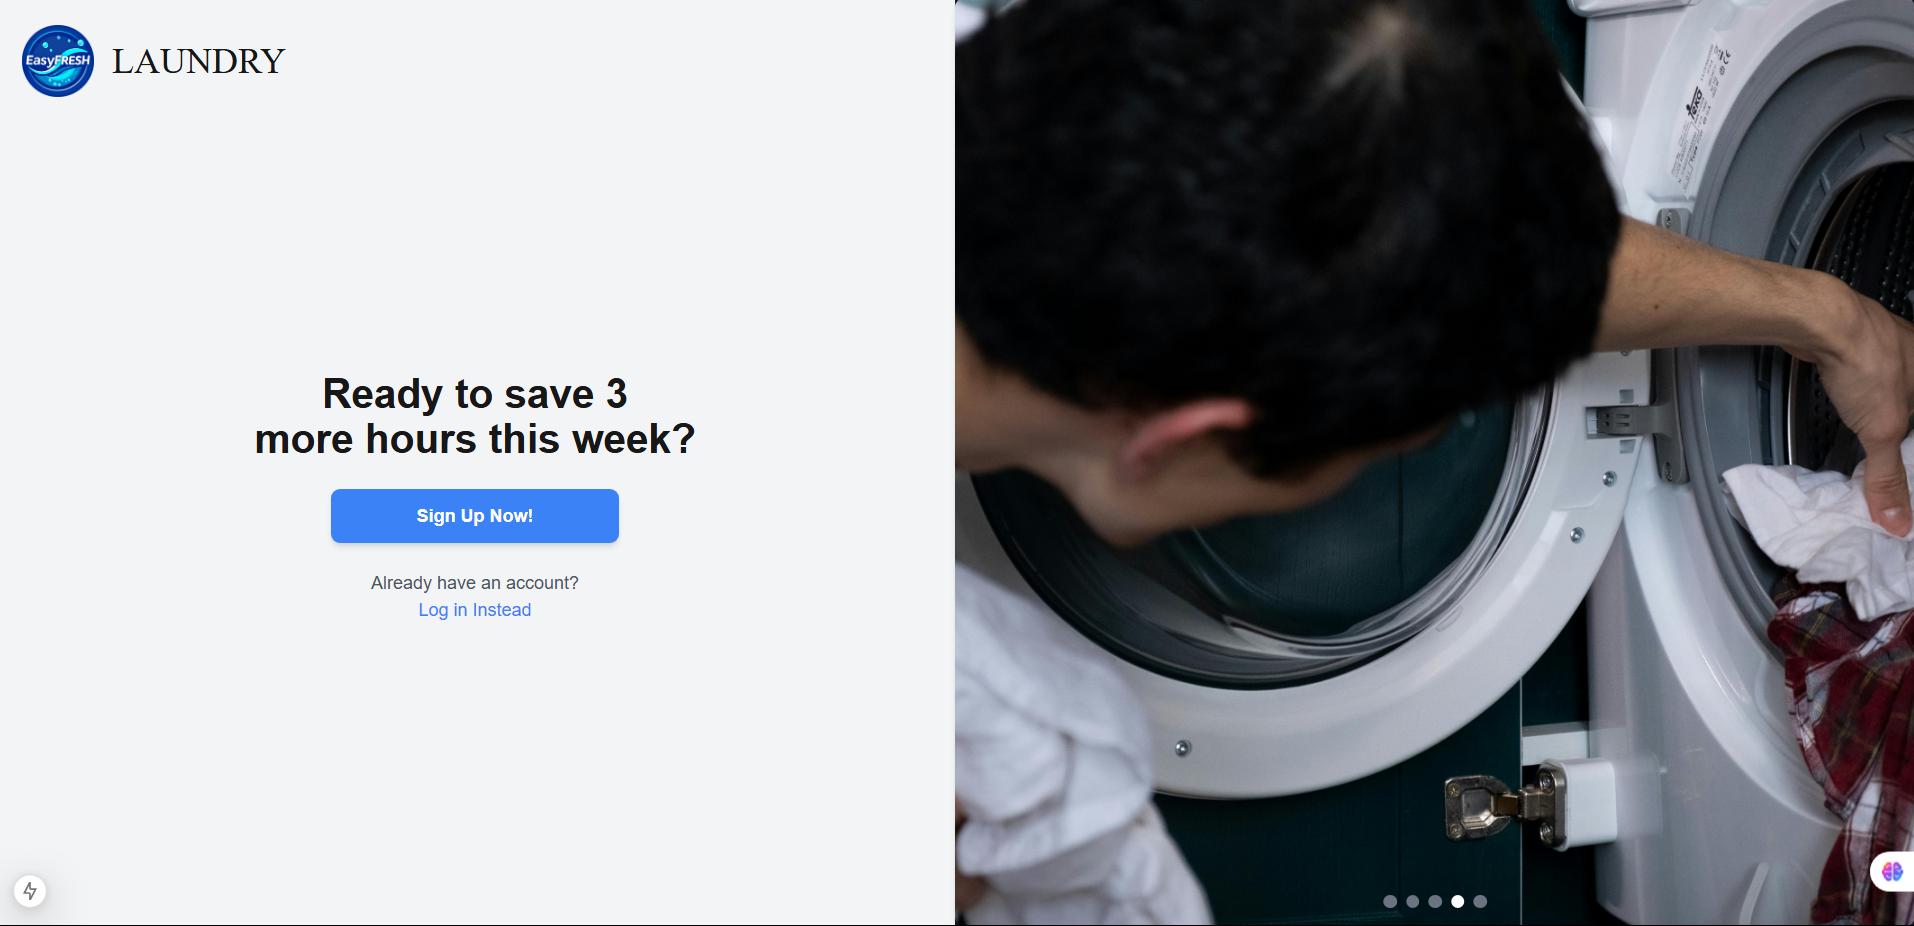 EasyFRESH
LAUNDRY
Ready to save 3
more hours this week?
Sign Up Now!
Already have an account?
Log in Instead
teka